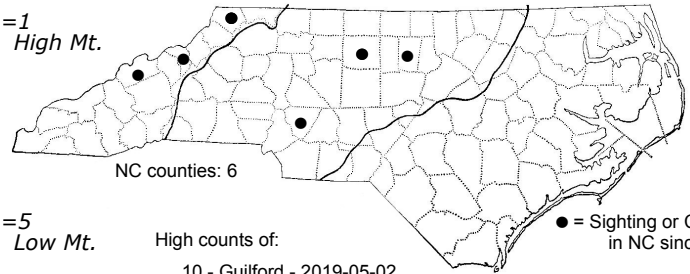 =1
High Mt.
NC counties: 6
=5
Low Mt.
High counts of:
● = Sighting or
in NC
10 - Guilford - 2019-05-02